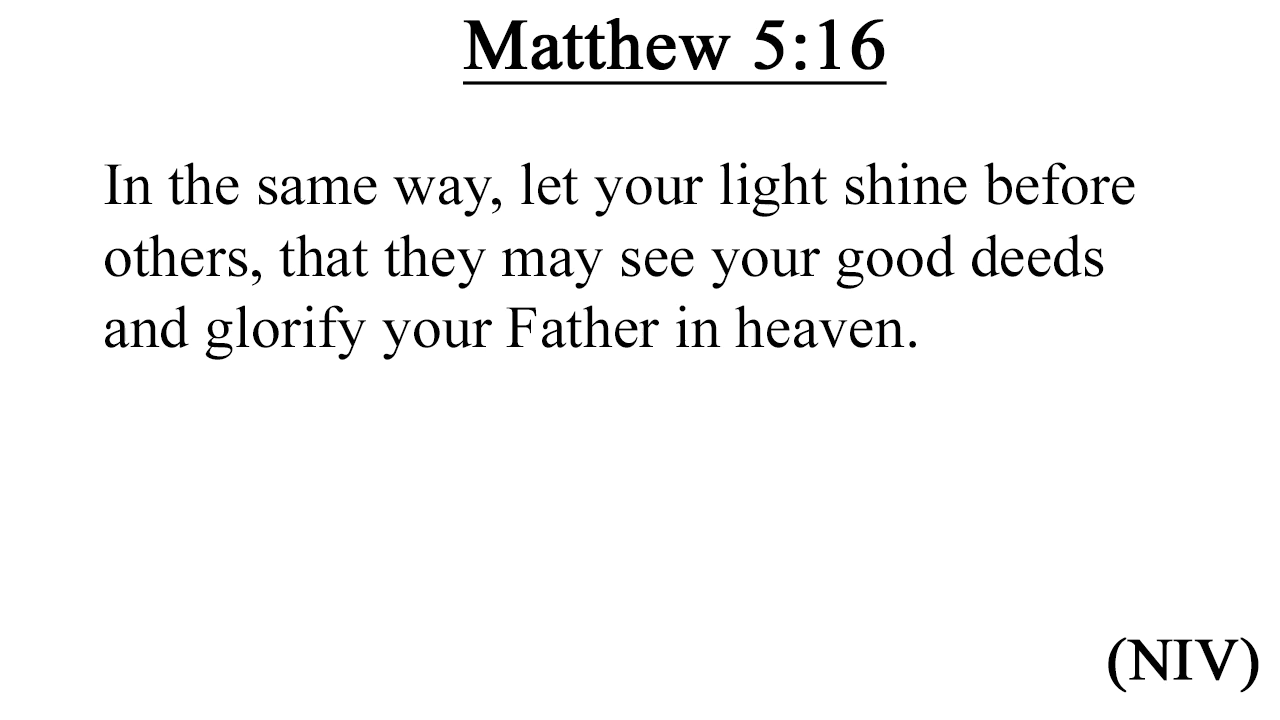 Matthew 5:16
In the same way, let your light shine before
others, that they may see your good deeds
and glorify your Father in heaven.
(NIV)